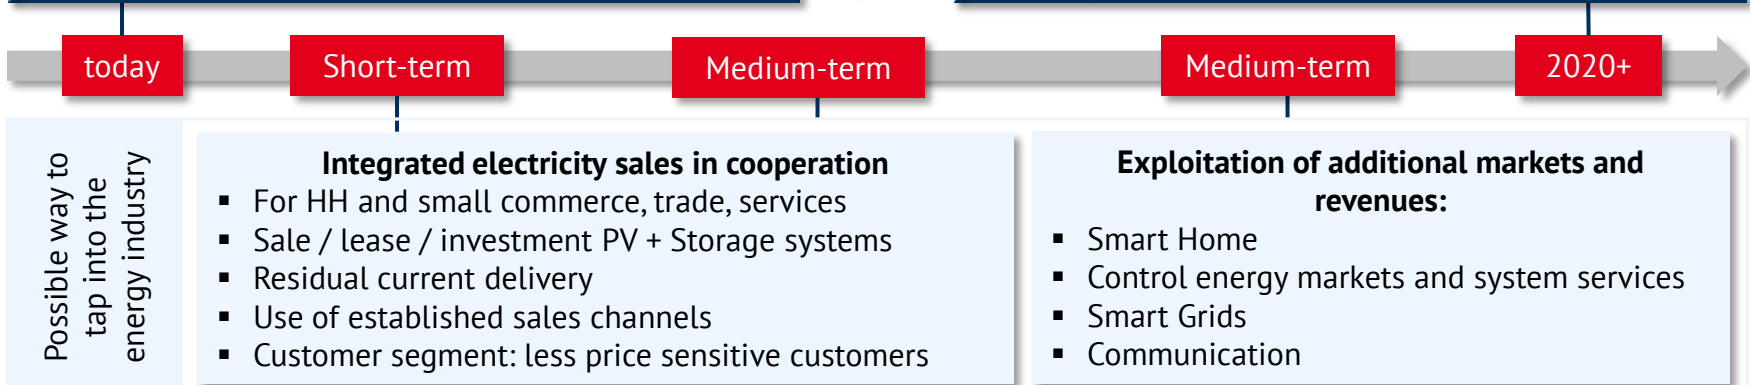 today
Short-term
Medium-term
Medium-term
2020+
Possible way to
tap into the
energy industry
Integrated electricity sales in cooperation
▪ For HH and small commerce, trade, services
▪ Sale / lease / investment PV + Storage systems
▪ Residual current delivery
▪ Use of established sales channels
▪ Customer segment: less price sensitive customers
Exploitation of additional markets and
revenues:
▪ Smart Home
▪ Control energy markets and system services
▪ Smart Grids
▪ Communication